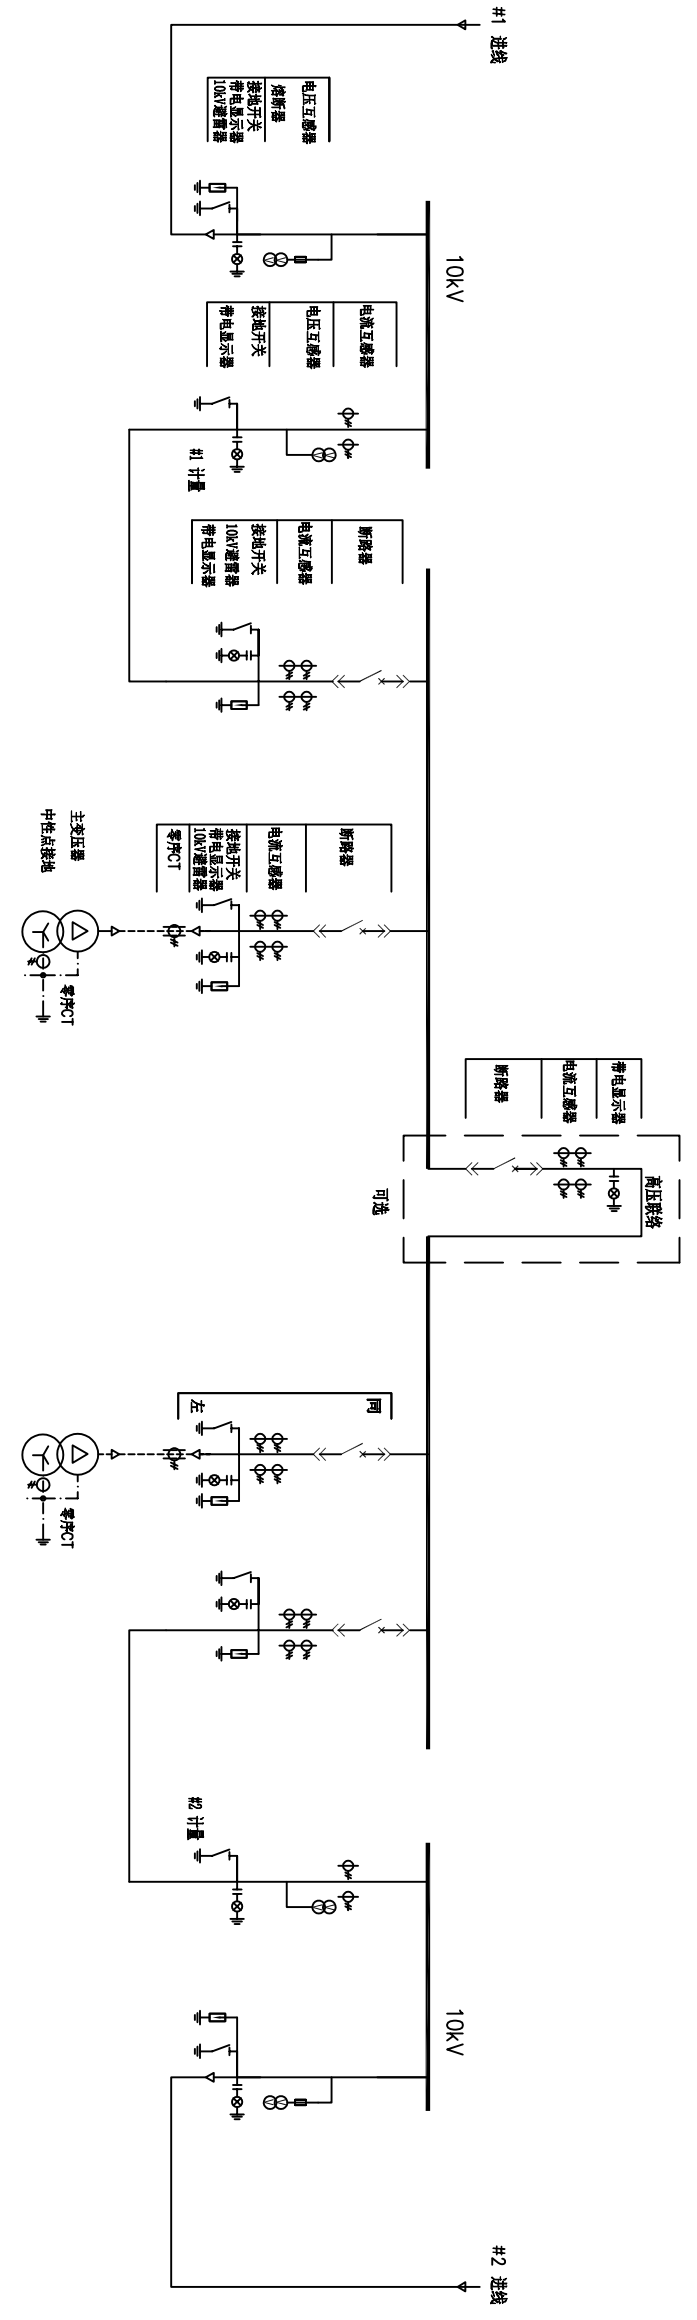 #1 进线
电压互感器
熔断器
接地开关
带电显示器
10kV避雷器
10kV
电流互感器
电压互感器
接地开关
带电显示器
#1 计量
断路器
电流互感器
接地开关
10kV避雷器
带电显示器
断路器
电流互感器
接地开关
带电显示器
10kV避雷器
零序CT
主变压器
中性点接地
零序CT
带电显示器
电流互感器
断路器
高压联络
可选
同
左
零序CT
#2 计量
10kV
#2 进线